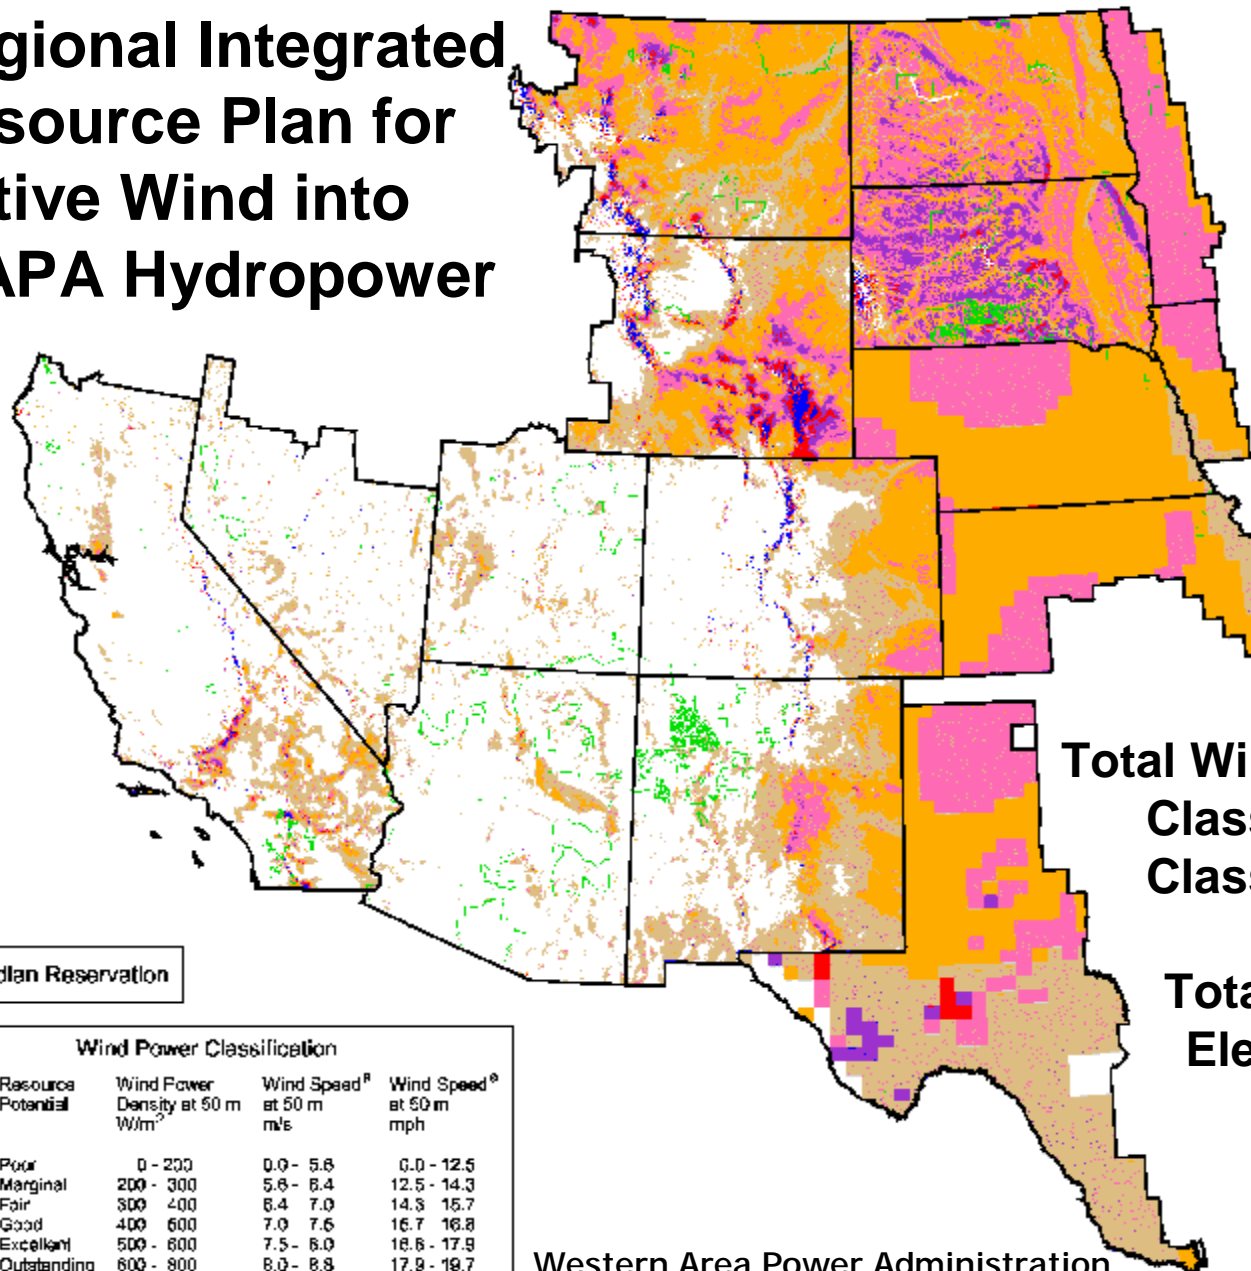 gional Integrated
source Plan for
tive Wind into
APA Hydropower
Total Wi
Class
Class
Tota
Ele
dian Reservation
Wind Power Classification
Resource Wind Power Wind Speed Wind Speed
Potential Density at 50 m at 50 m at 50 m
W/m² m/s mph
Poor 0 - 200 0.0 - 5.6 0.0 - 12.5
Marginal 200 - 300 5.6 - 6.4 12.5 - 14.3
Fair 300 400 6.4 7.0 14.3 15.7
Good 400 500 7.0 7.5 16.8
Excellent 500 - 600 7.5 - 8.0 16.8 - 17.9
Outstanding 600 - 800 8.0 - 8.8 17.9 - 19.7
Western Area Power Administration